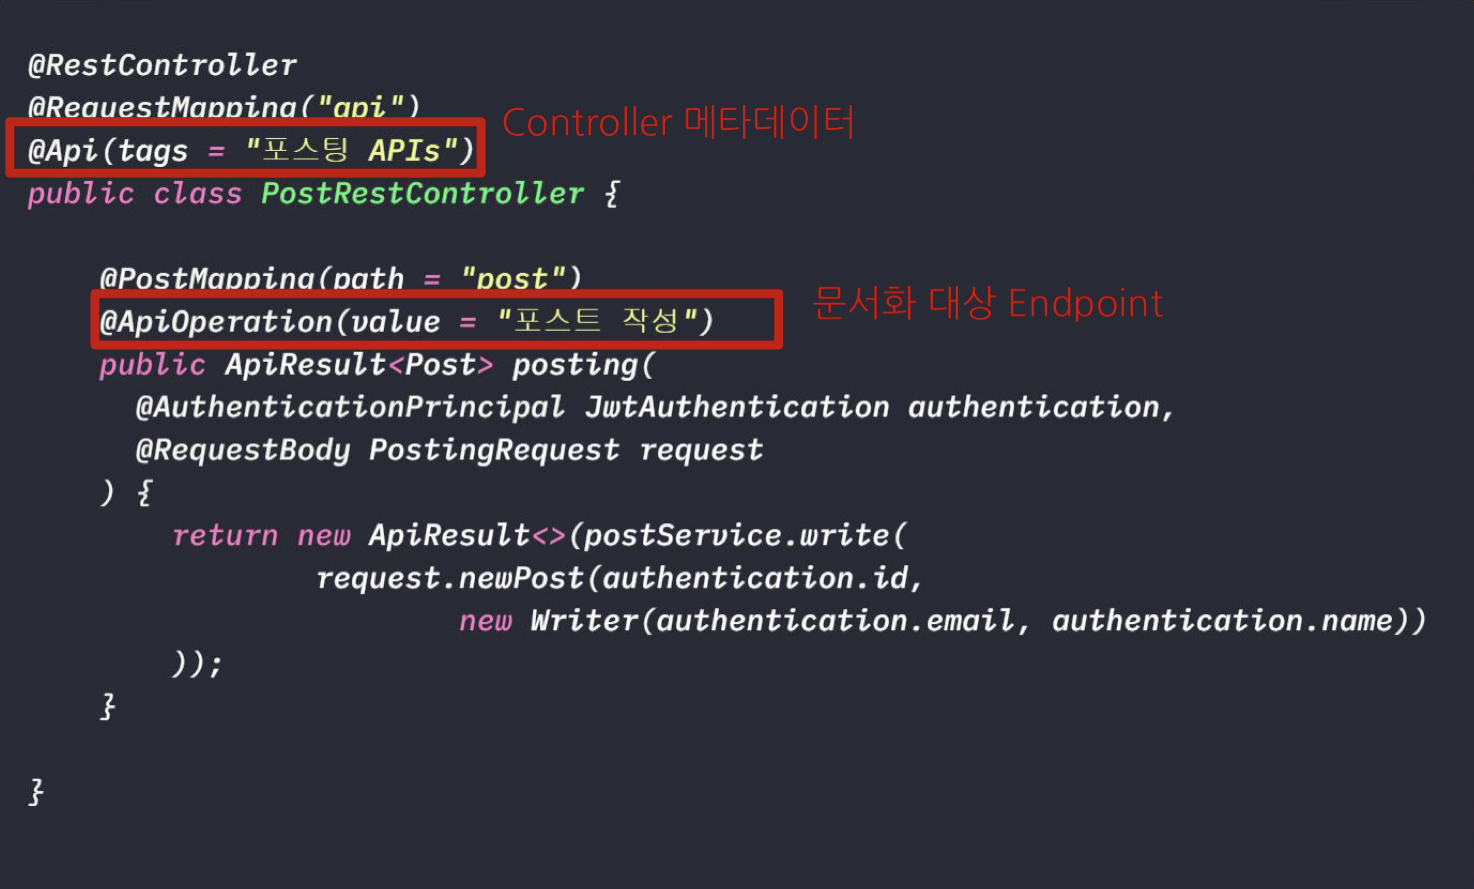 @RestController
@RequestMapping("api")
Controller 메타데이터
@Api(tags = "포스팅 APIs")
public class PostRestController {
@PostMapping(path = "post")
문서화 대상 Endpoint
@ApiOperation(value = "포스트 작성")
public ApiResult<Post> posting(
@AuthenticationPrincipal JwtAuthentication authentication,
@RequestBody PostingRequest request
) {
return new ApiResult<>(postService.write(
request.newPost(authentication.id,
new Writer(authentication.email, authentication.name))
));
}
}